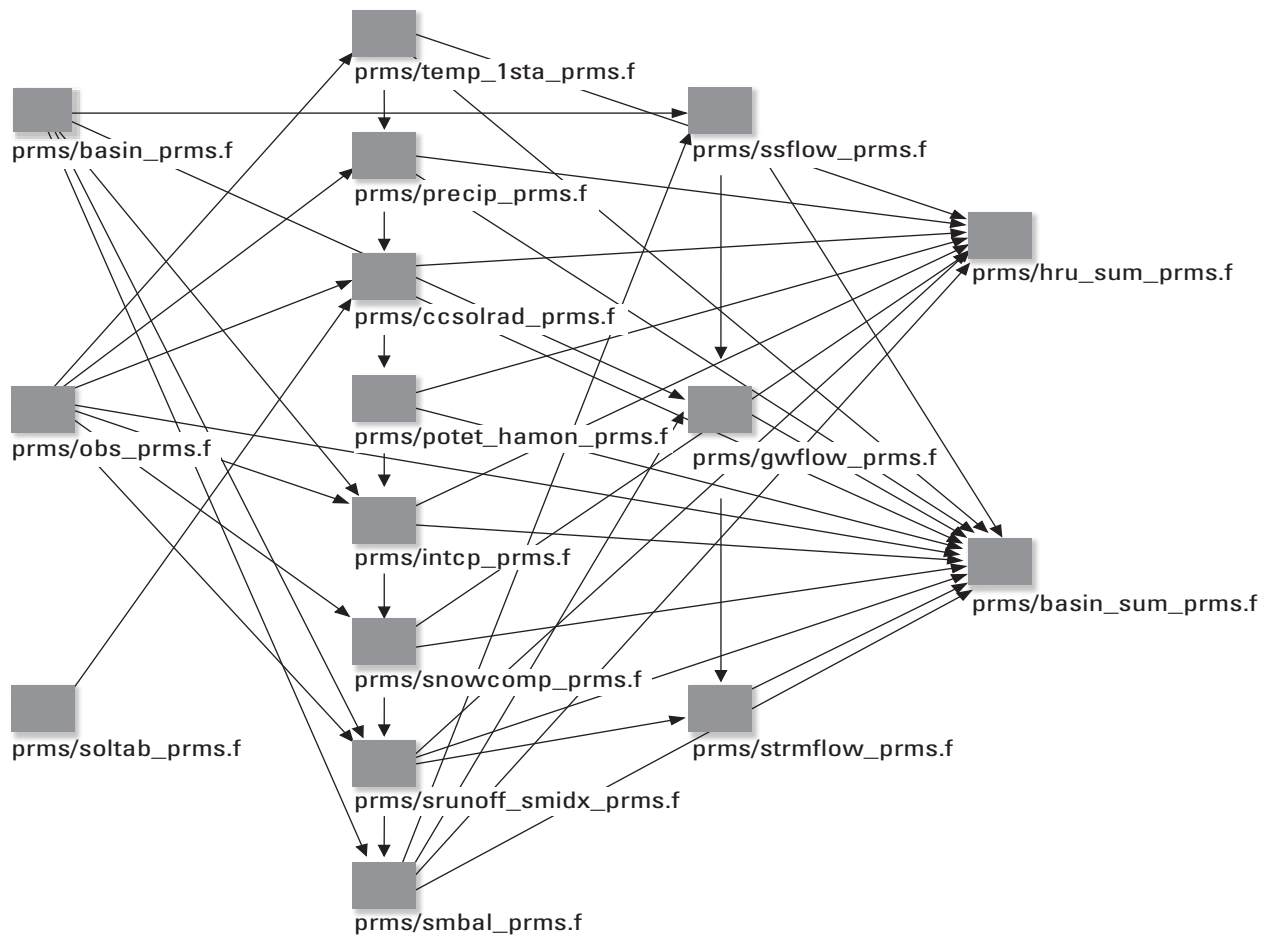 prms/temp_1sta_prms.f
prms/basin_prms.f
prms/ssflow_prms.f
prms/precip_prms.f
prms/hru_sum_prms.f
prms/ccsolrad_prms.f
prms/potet_hamon_prms.f
prms/obs_prms.f
prms/gwflow_prms.f
prms/intcp_prms.f
prms/basin_sum_prms.f
prms/snowcomp_prms.f
prms/soltab_prms.f
prms/strmflow_prms.f
prms/srunoff_smidx_prms.f
prms/smbal_prms.f